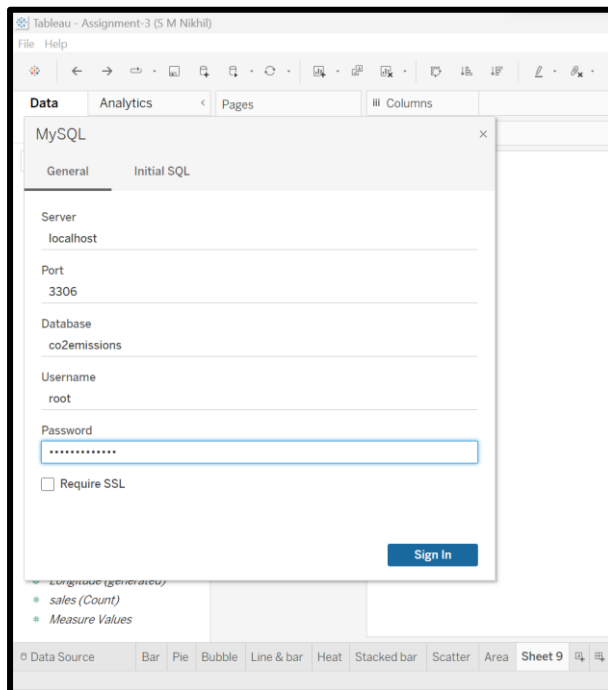 Tableau - Assignment-3 (S M Nikhil)
File Help
Data Analytics Pages iii Columns
MySQL
General Initial SQL
Server
localhost
Port
3306
Database
co2emissions
Username
root
Password
•••••••••••••
Require SSL
Sign In
Longitude (generated)
sales (Count)
Measure Values
Data Source Bar Pie Bubble Line & bar Heat Stacked bar Scatter Area Sheet 9